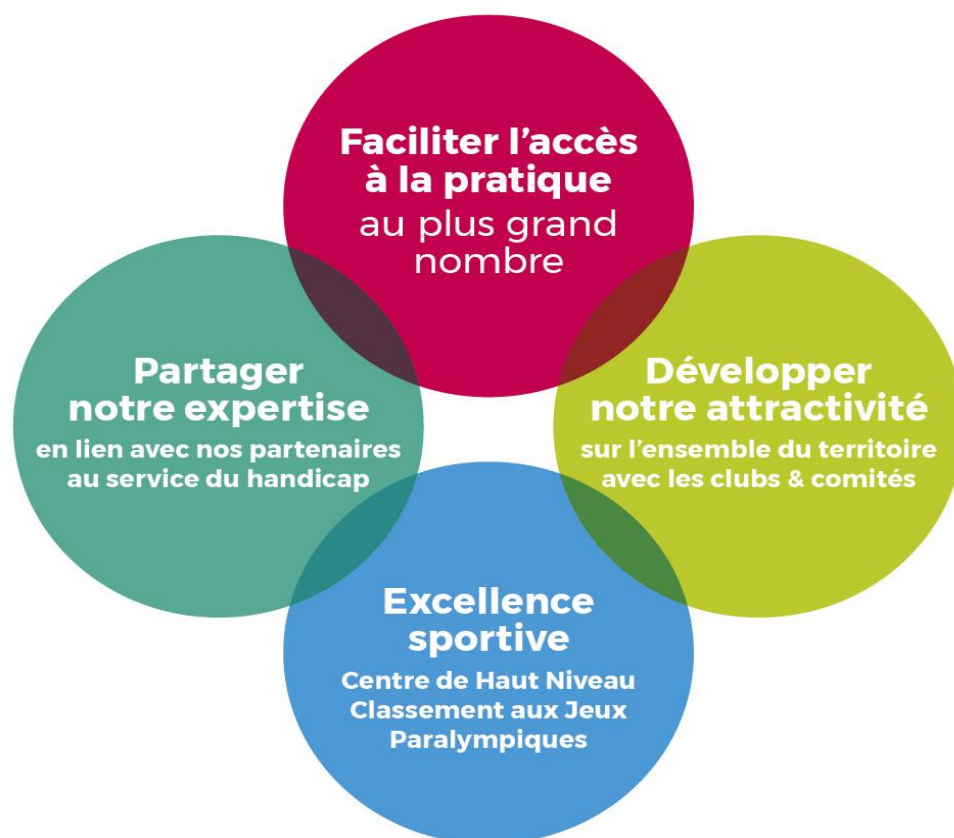 Faciliter l'accès
à la pratique
au plus grand
nombre
Partager
notre expertise
en lien avec nos partenaires
au service du handicap
Développer
notre attractivité
sur l'ensemble du territoire
avec les clubs & comités
Excellence
sportive
Centre de Haut Niveau
Classement aux Jeux
Paralympiques